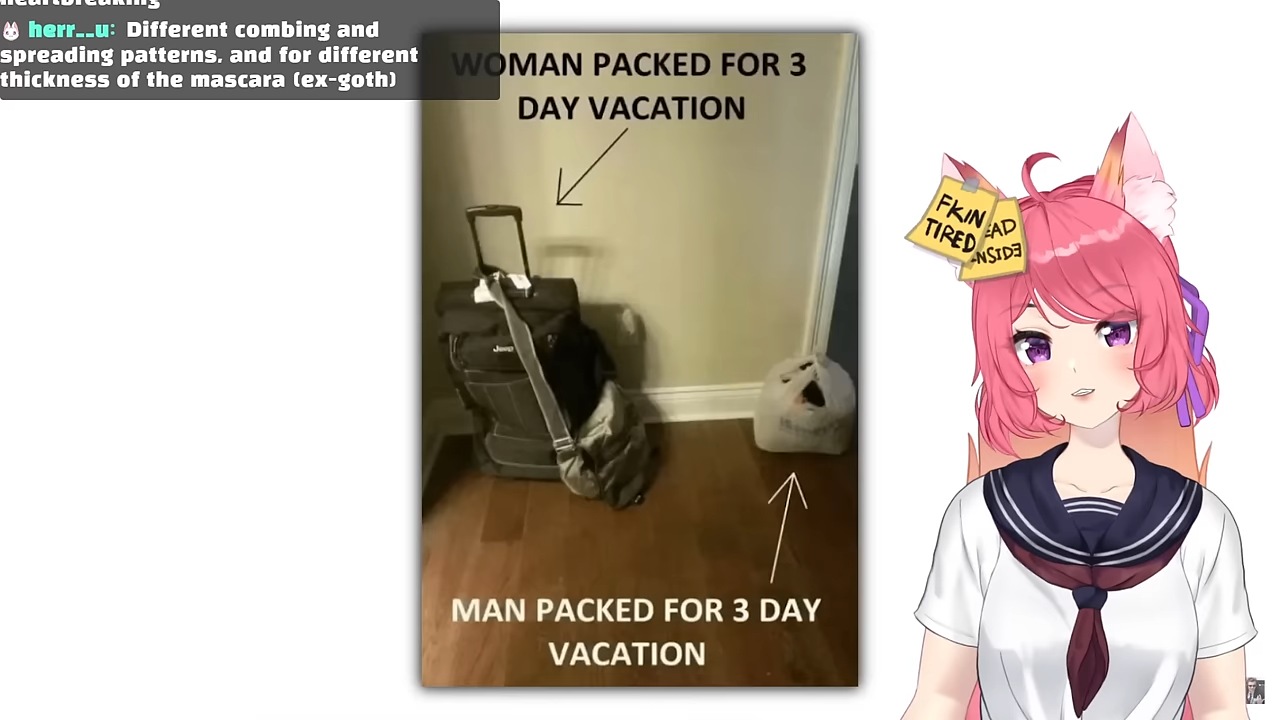 herr__u: Different combing and
spreading patterns, and for different
thickness of the mascara (ex-goth)
WOMAN PACKED FOR 3
DAY VACATION
FKIN
TIRED
INSIDE
Jeep
MAN PACKED FOR 3 DAY
VACATION